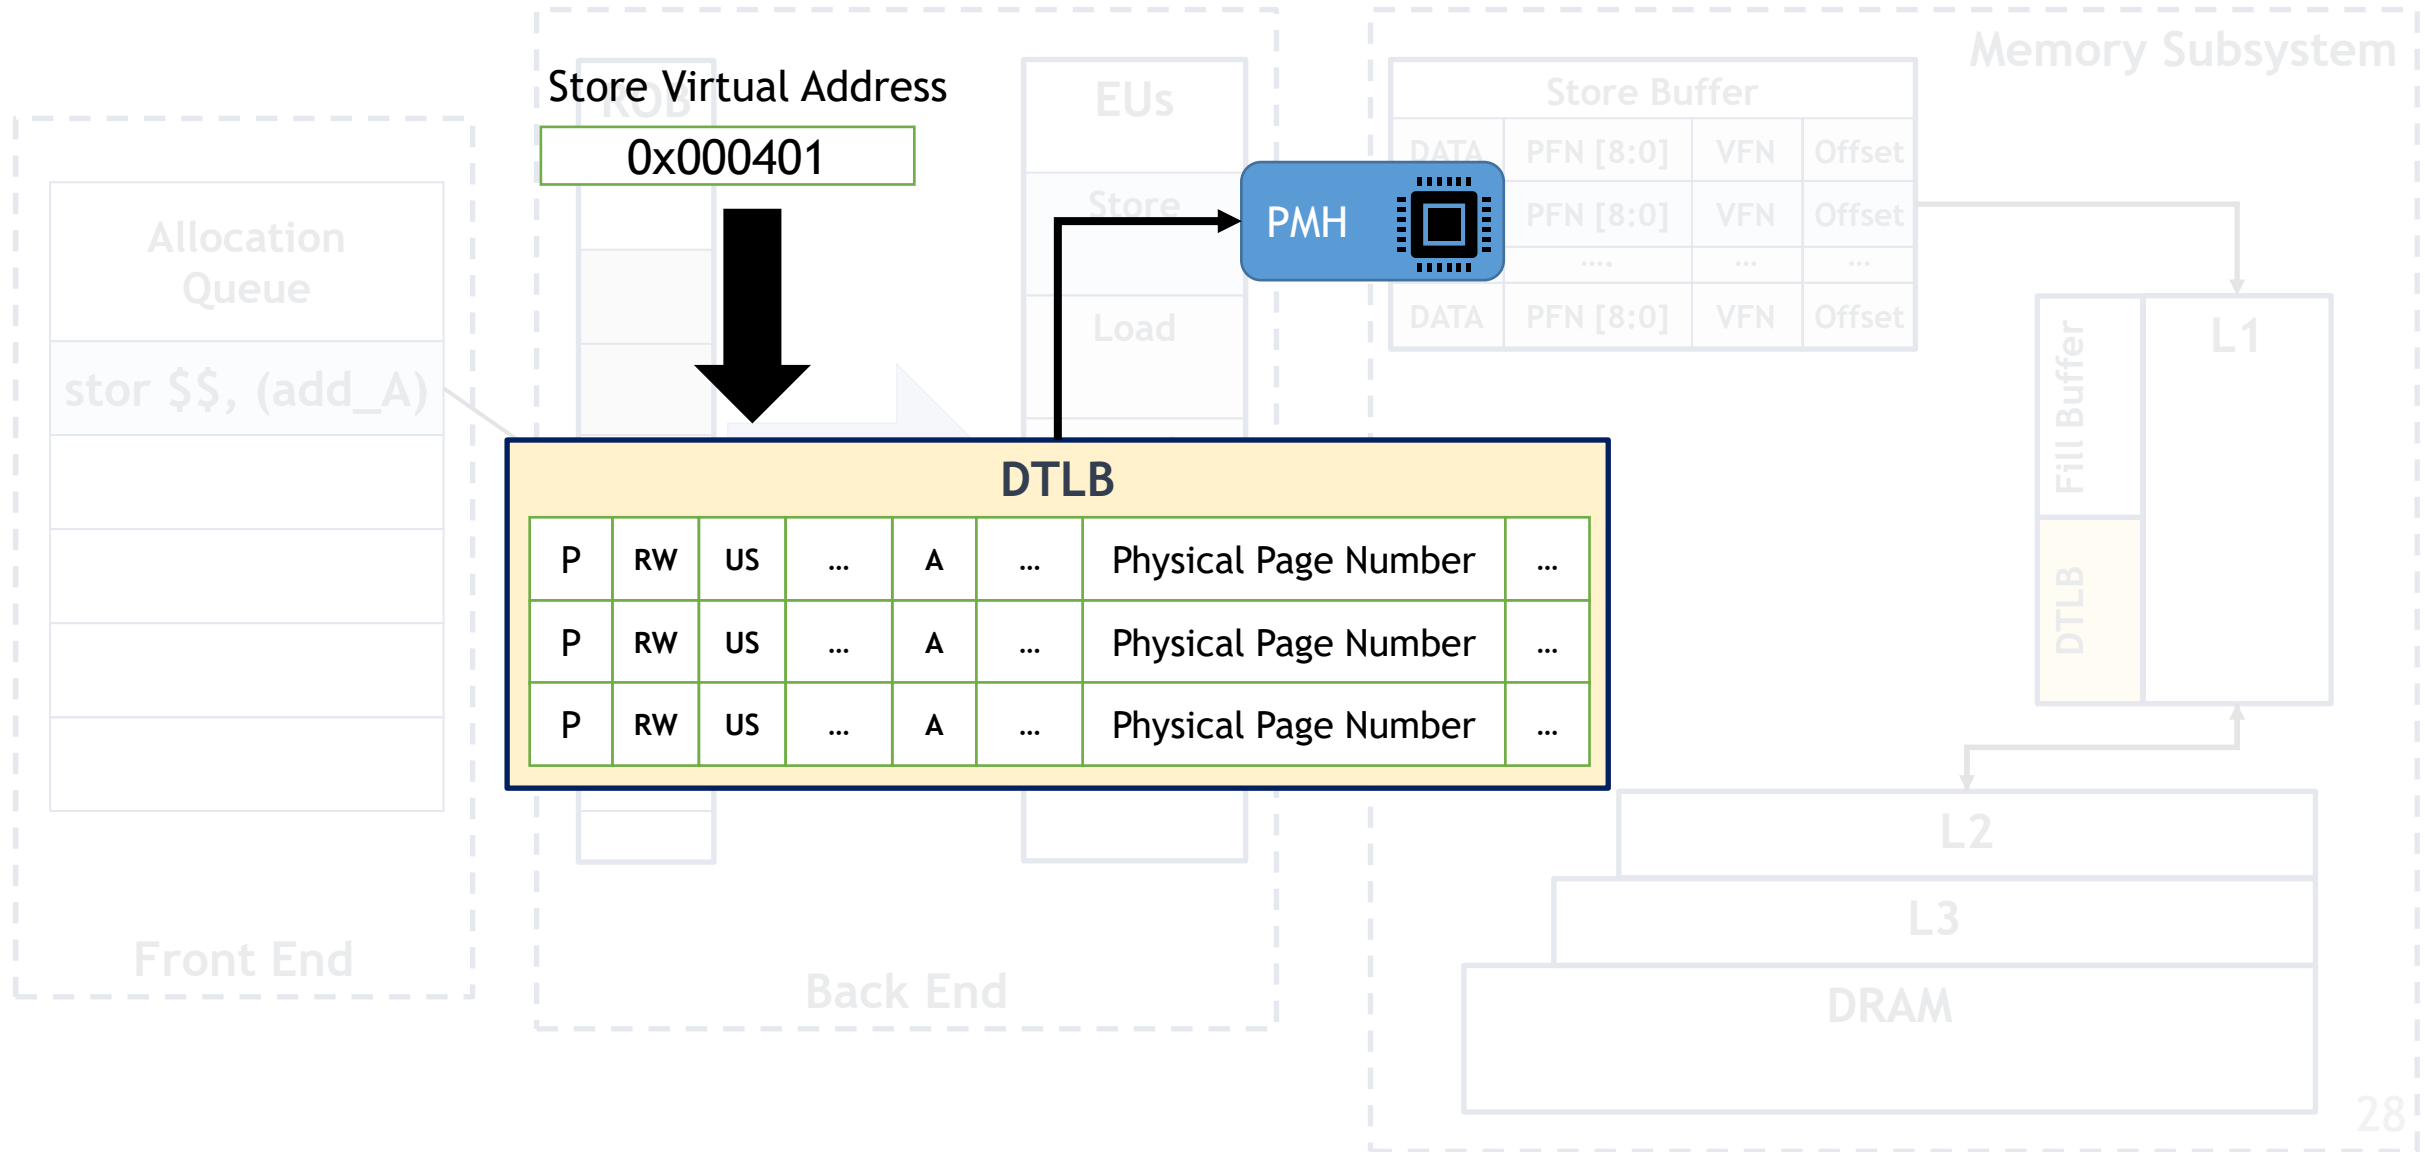 Memory Subsystem
Store Virtual Address
ROB
0x000401
EUs
Store
Load
Store Buffer
DATA PFN [8:0] VFN Offset
PFN [8:0] VFN Offset
.... ... ...
DATA PFN [8:0] VFN Offset
PMH
Allocation
Queue
stor $$, (add_A)
DTLB
P RW US ... A ... Physical Page Number ...
P RW US ... A ... Physical Page Number ...
P RW US ... A ... Physical Page Number ...
Fill Buffer
DTLB
L1
L2
L3
DRAM
Front End
Back End
28